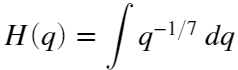 H(q) = ∫ q^{-1/7} dq